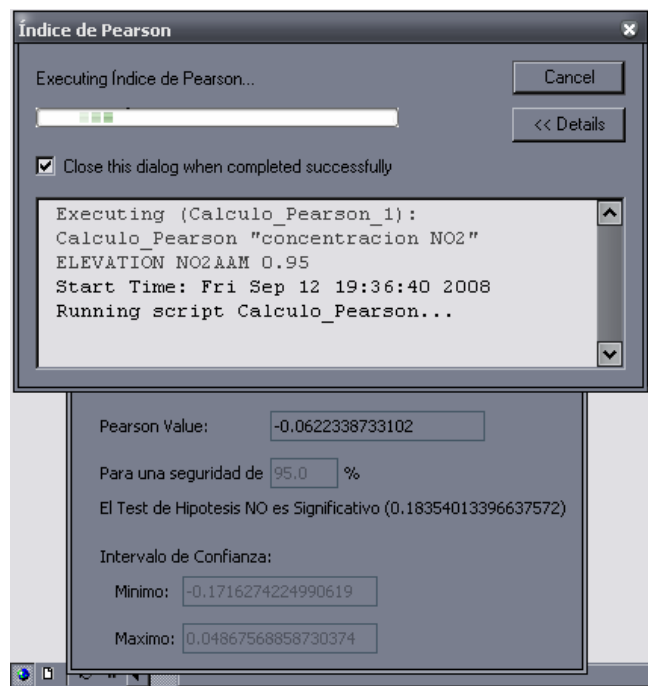 Índice de Pearson
Executing Índice de Pearson...
Cancel
<< Details
Close this dialog when completed successfully
Executing (Calculo_Pearson_1):
Calculo_Pearson "concentracion NO2"
ELEVATION NO2AAM 0.95
Start Time: Fri Sep 12 19:36:40 2008
Running script Calculo_Pearson...
Pearson Value: -0.0622338733102
Para una seguridad de 95.0 %
El Test de Hipotesis NO es Significativo (0.18354013396637572)
Intervalo de Confianza:
Minimo: -0.1716274224990619
Maximo: 0.04867568858730374